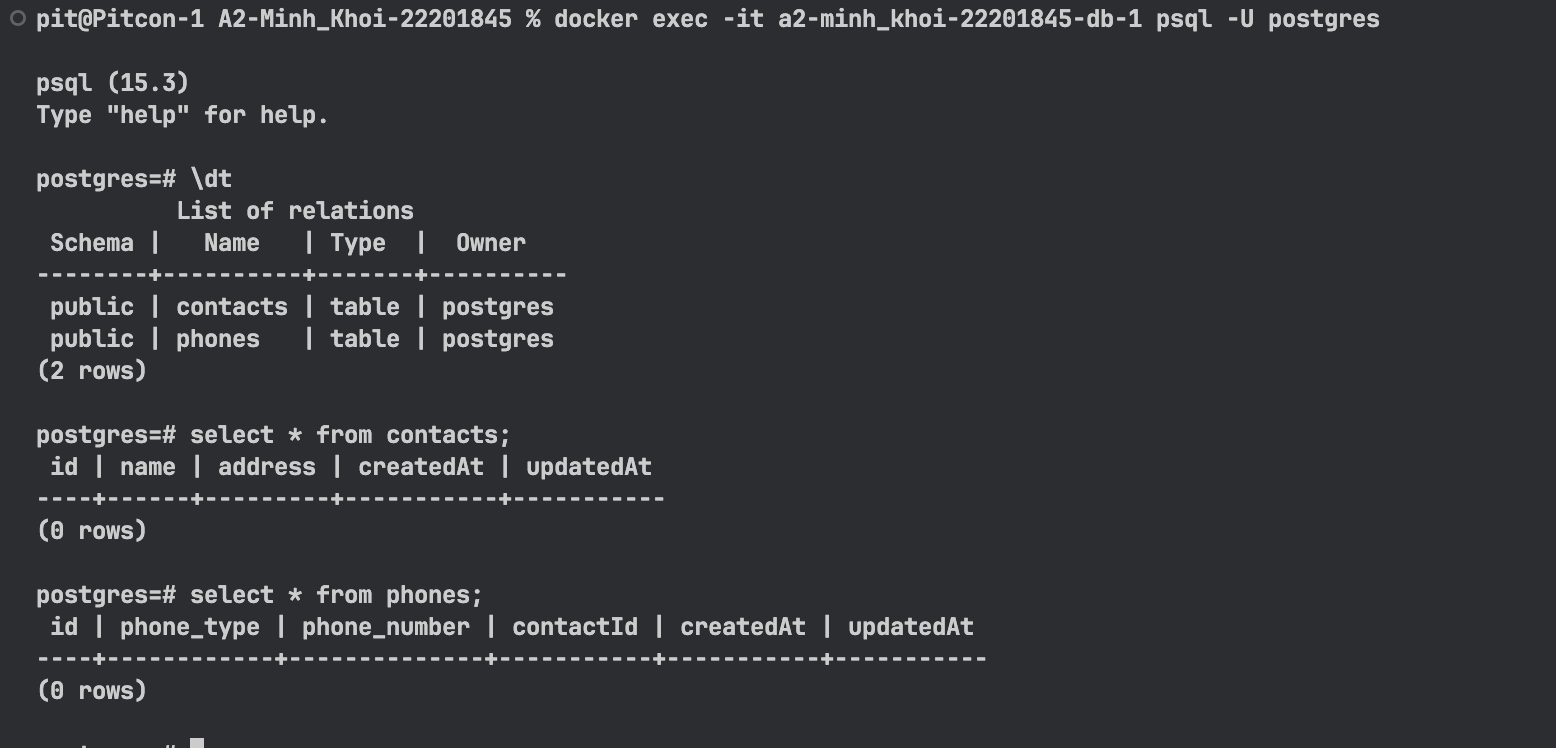 pit@Pitcon-1 A2-Minh_Khoi-22201845 % docker exec -it a2-minh_khoi-22201845-db-1 psql -U postgres
psql (15.3)
Type "help" for help.
postgres=# \dt
          List of relations
 Schema |   Name   | Type  |  Owner
--------+----------+-------+----------
 public | contacts | table | postgres
 public | phones   | table | postgres
(2 rows)
postgres=# select * from contacts;
 id | name | address | createdAt | updatedAt
----+------+---------+-----------+-----------
(0 rows)
postgres=# select * from phones;
 id | phone_type | phone_number | contactId | createdAt | updatedAt
----+------------+--------------+-----------+-----------+-----------
(0 rows)